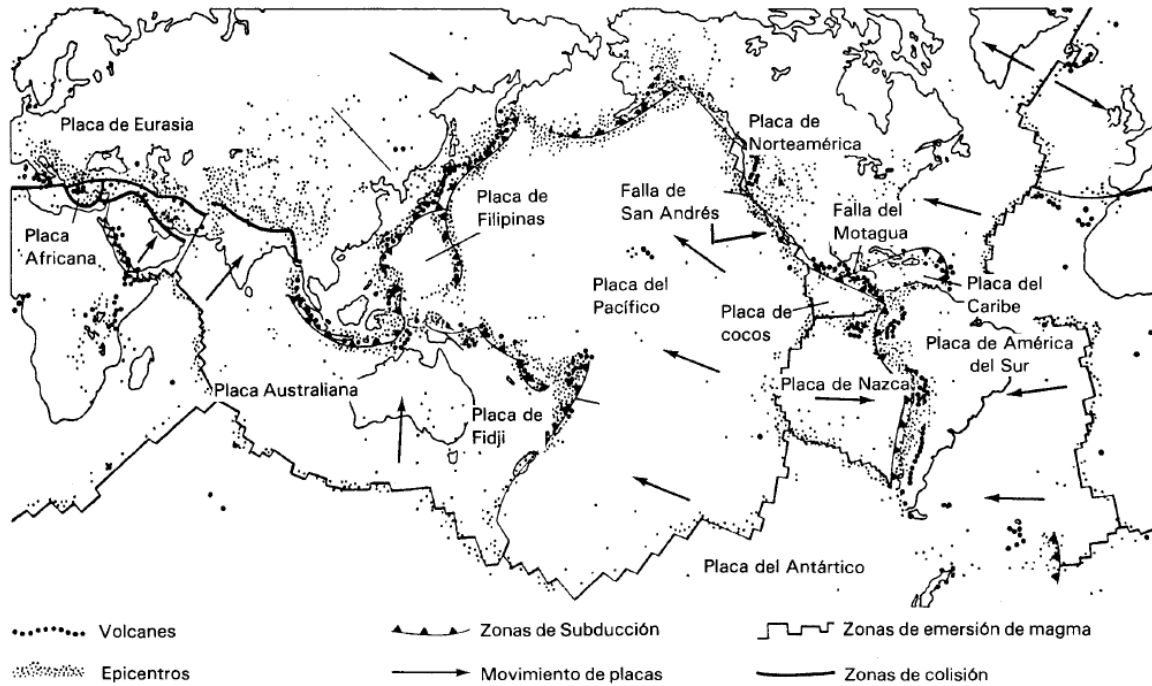 Placa de Eurasia
Placa
Africana
Placa de
Filipinas
Placa de
Norteamérica
Falla de
San Andrés
Falla del
Motagua
Placa del
Pacífico
Placa de
cocos
Placa del
Caribe
Placa de América
del Sur
Placa Australiana
Placa de
Fidji
Placa de Nazca
Placa del Antártico
Volcanes
Zonas de Subducción
Zonas de emersión de magma
Epicentros
Movimiento de placas
Zonas de colisión